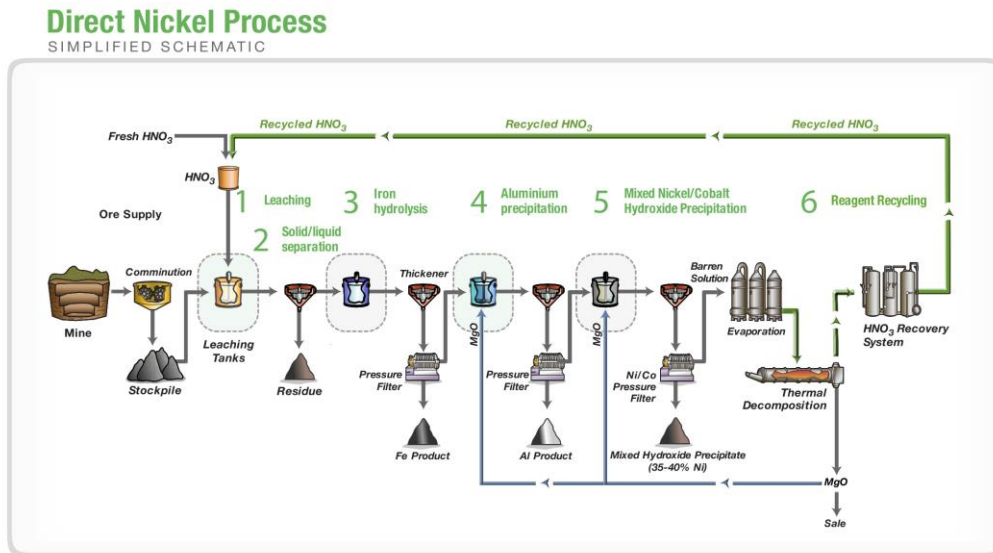 Direct Nickel Process
SIMPLIFIED SCHEMATIC
Recycled HNO3
Recycled HNO3
Recycled HNO3
Fresh HNO3
HNO3
1 Leaching
2 Solid/liquid
separation
3 Iron
hydrolysis
4 Aluminium
precipitation
5 Mixed Nickel/Cobalt
Hydroxide Precipitation
6 Reagent Recycling
Ore Supply
Comminution
Thickener
Barren
Solution
Mine
Leaching
Tanks
MgO
MgO
Evaporation
HNO3 Recovery
System
Stockpile
Residue
Pressure
Filter
Pressure
Filter
Ni/Co
Pressure
Filter
Thermal
Decomposition
Fe Product
Al Product
Mixed Hydroxide Precipitate
(35-40% Ni)
MgO
Sale